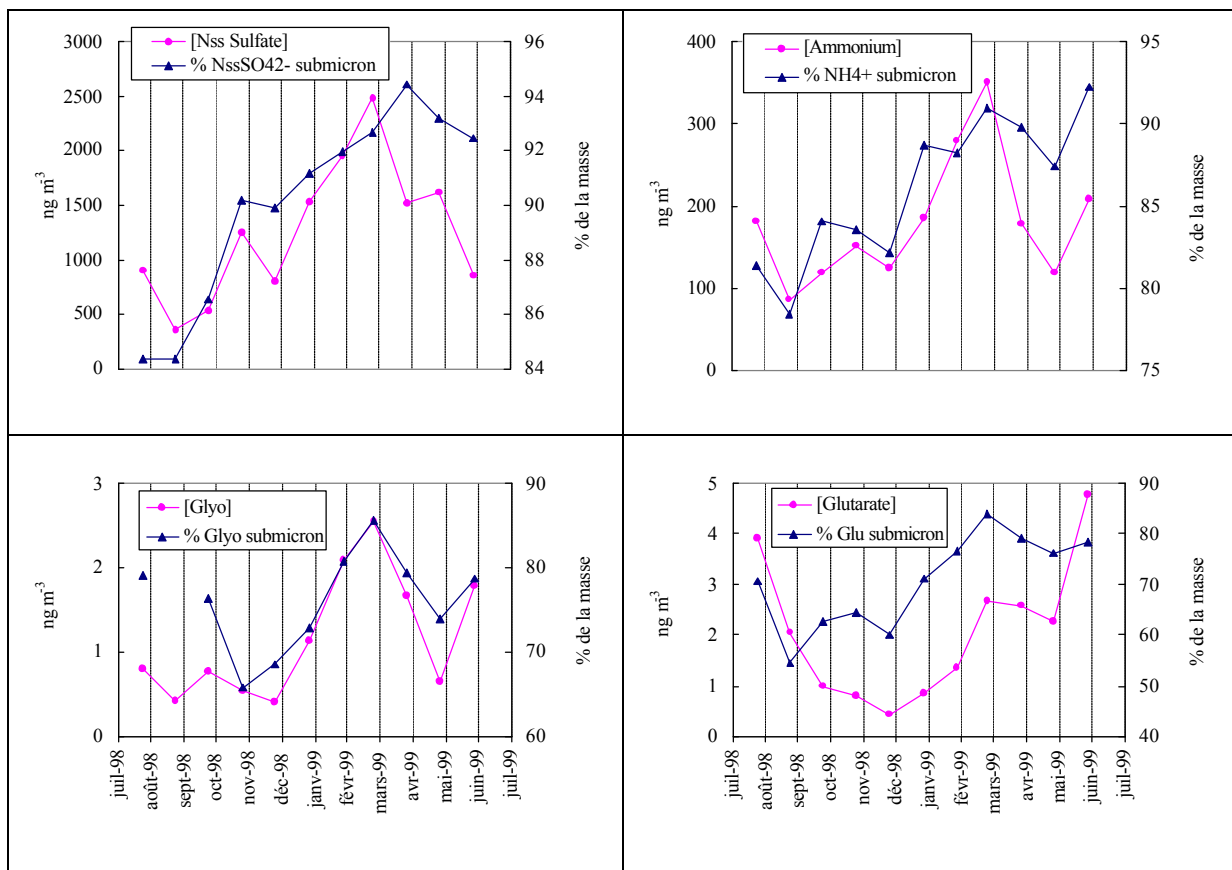 [Nss Sulfate]
% NssSO42- submicron
3000
2500
2000
1500
1000
500
0
ng m-3
96
94
92
90
88
86
84
% de la masse
[Ammonium]
% NH4+ submicron
400
300
200
100
0
ng m-3
95
90
85
80
75
% de la masse
[Glyo]
% Glyo submicron
3
2
1
0
ng m-3
90
80
70
60
% de la masse
juil-98
août-98
sept-98
oct-98
nov-98
déc-98
janv-99
févr-99
mars-99
avr-99
mai-99
juin-99
juil-99
[Glutarate]
% Glu submicron
5
4
3
2
1
0
ng m-3
90
80
70
60
50
40
% de la masse
juil-98
août-98
sept-98
oct-98
nov-98
déc-98
janv-99
févr-99
mars-99
avr-99
mai-99
juin-99
juil-99